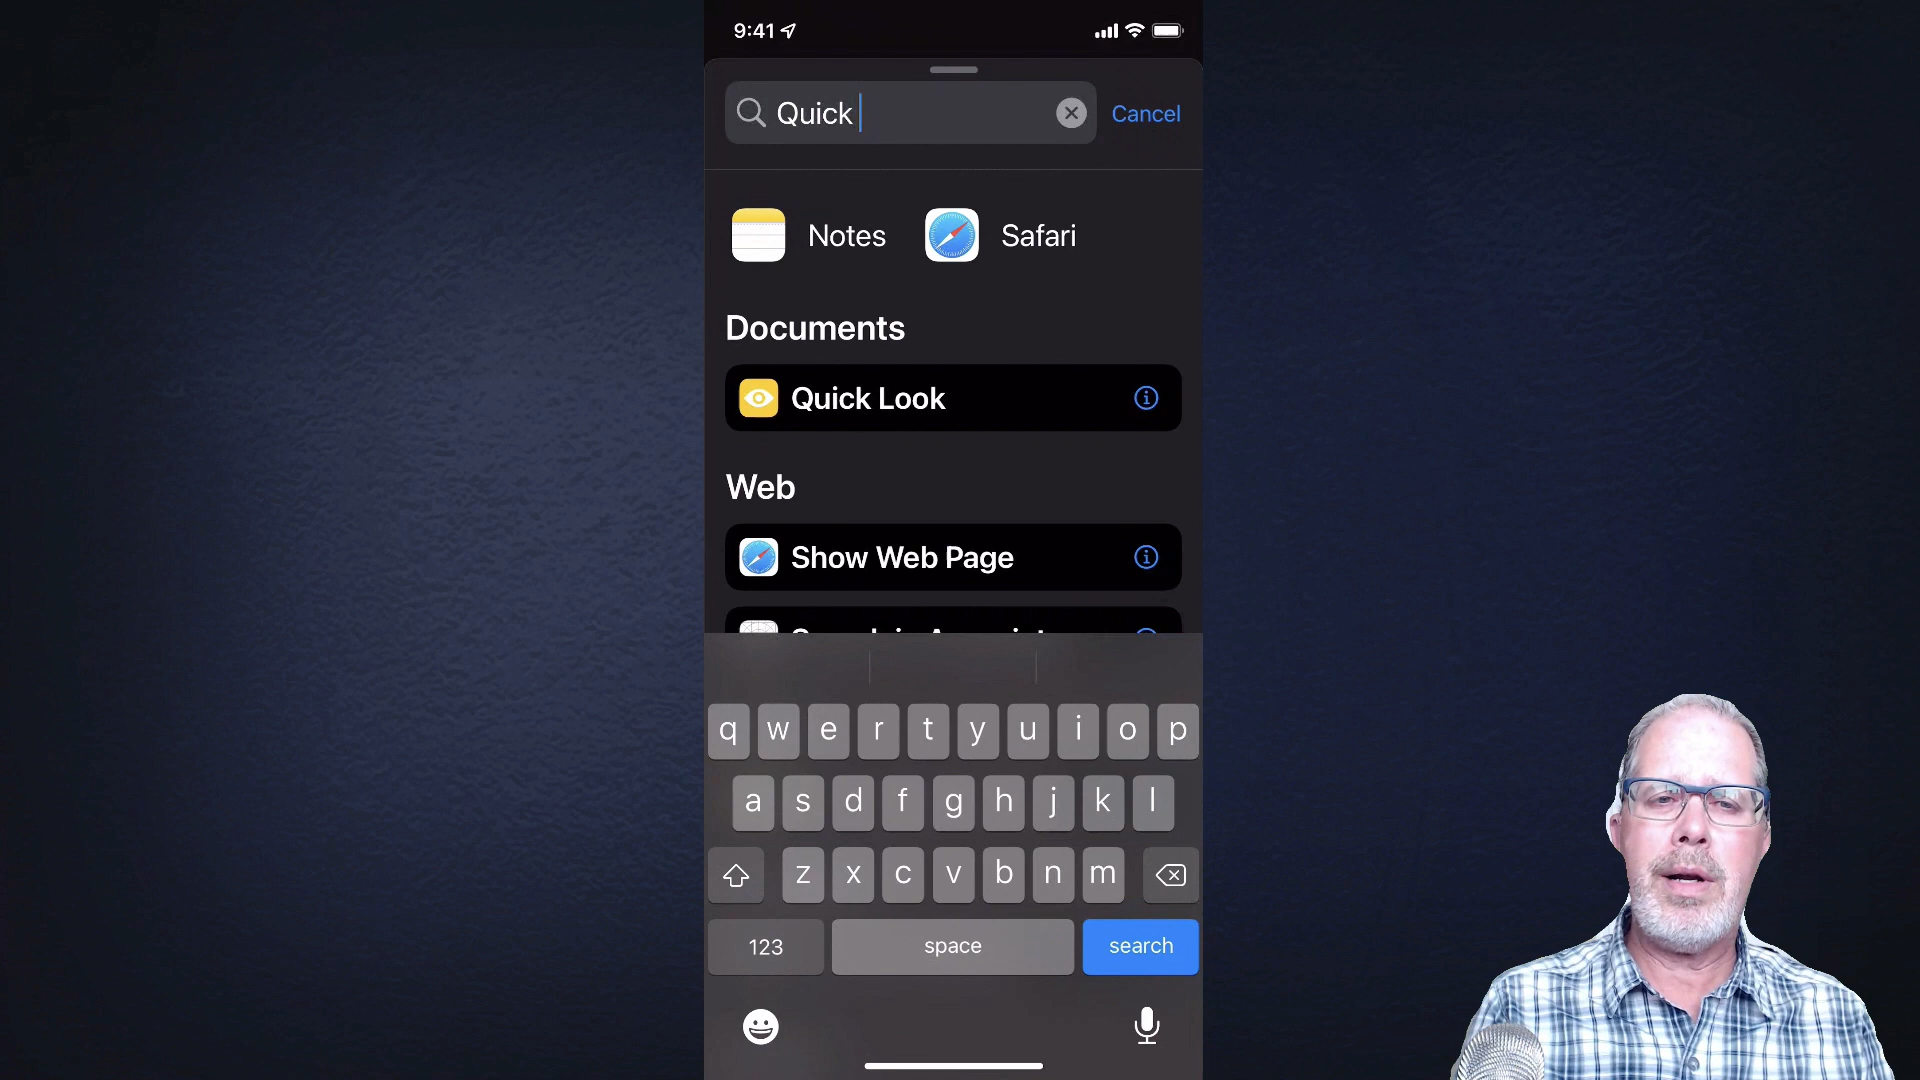 9:41
Quick
Cancel
Notes
Safari
Documents
Quick Look
Web
Show Web Page
q w e r t y u i o p
a s d f g h j k l
z x c v b n m
123
space
search